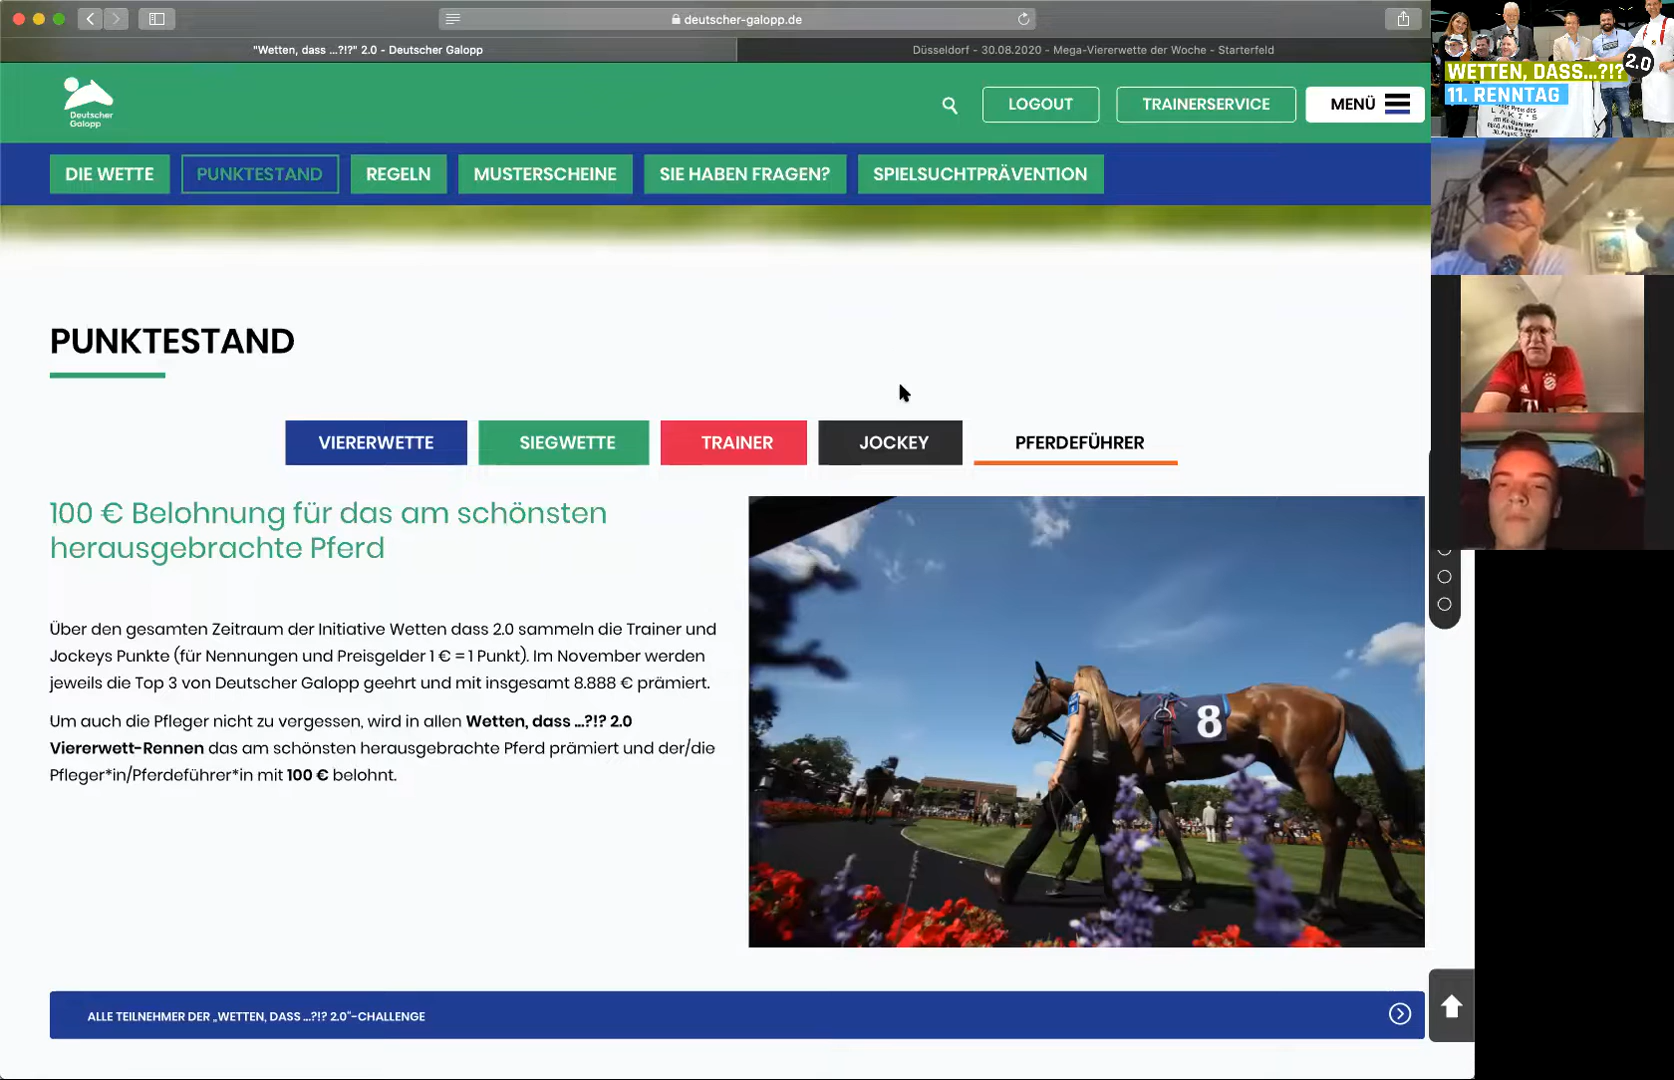 deutscher-galopp.de
"Wetten, dass ...?!?" 2.0 - Deutscher Galopp
Düsseldorf - 30.08.2020 - Mega-Viererwette der Woche - Starterfeld
WETTEN, DASS...?!? 2.0
11. RENNTAG
Deutscher
Galopp
LOGOUT
TRAINERSERVICE
MENÜ
DIE WETTE
PUNKTESTAND
REGELN
MUSTERSCHEINE
SIE HABEN FRAGEN?
SPIELSUCHTPRÄVENTION
PUNKTESTAND
VIERERWETTE
SIEGWETTE
TRAINER
JOCKEY
PFERDEFÜHRER
100 € Belohnung für das am schönsten
herausgebrachte Pferd
Über den gesamten Zeitraum der Initiative Wetten dass 2.0 sammeln die Trainer und
Jockeys Punkte (für Nennungen und Preisgelder 1 € = 1 Punkt). Im November werden
jeweils die Top 3 von Deutscher Galopp geehrt und mit insgesamt 8.888 € prämiert.
Um auch die Pfleger nicht zu vergessen, wird in allen Wetten, dass ...?!? 2.0
Viererwett-Rennen das am schönsten herausgebrachte Pferd prämiert und der/die
Pfleger*in/Pferdeführer*in mit 100 € belohnt.
8
ALLE TEILNEHMER DER „WETTEN, DASS ...?!? 2.0"-CHALLENGE